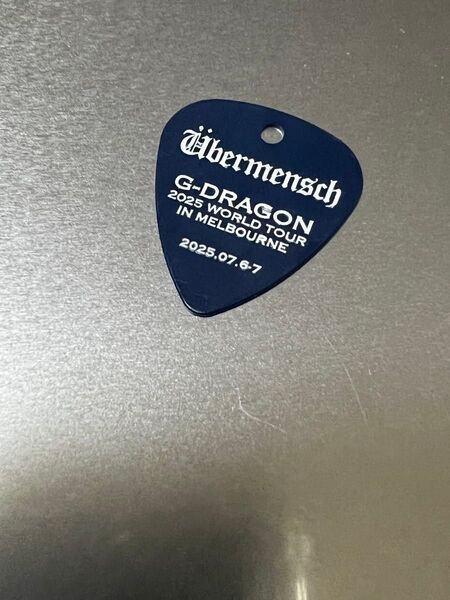 Übermensch
G-DRAGON
2025 WORLD TOUR
IN MELBOURNE
2025.07.6-7